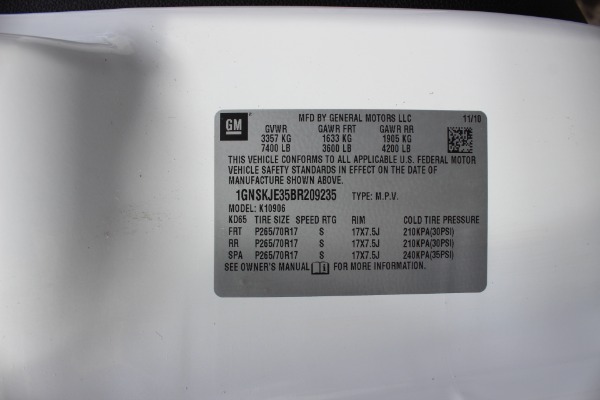 GM
MFD BY GENERAL MOTORS LLC 11/10
GVWR GAWR FRT GAWR RR
3357 KG 1633 KG 1905 KG
7400 LB 3600 LB 4200 LB
THIS VEHICLE CONFORMS TO ALL APPLICABLE U.S. FEDERAL MOTOR
VEHICLE SAFETY STANDARDS IN EFFECT ON THE DATE OF
MANUFACTURE SHOWN ABOVE.
1GNSKJE35BR209235 TYPE: M.P.V.
MODEL: K10906
KD65 TIRE SIZE SPEED RTG RIM COLD TIRE PRESSURE
FRT P265/70R17 S 17X7.5J 210KPA(30PSI)
RR P265/70R17 S 17X7.5J 210KPA(30PSI)
SPA P265/70R17 S 17X7.5J 240KPA(35PSI)
SEE OWNER'S MANUAL i FOR MORE INFORMATION.